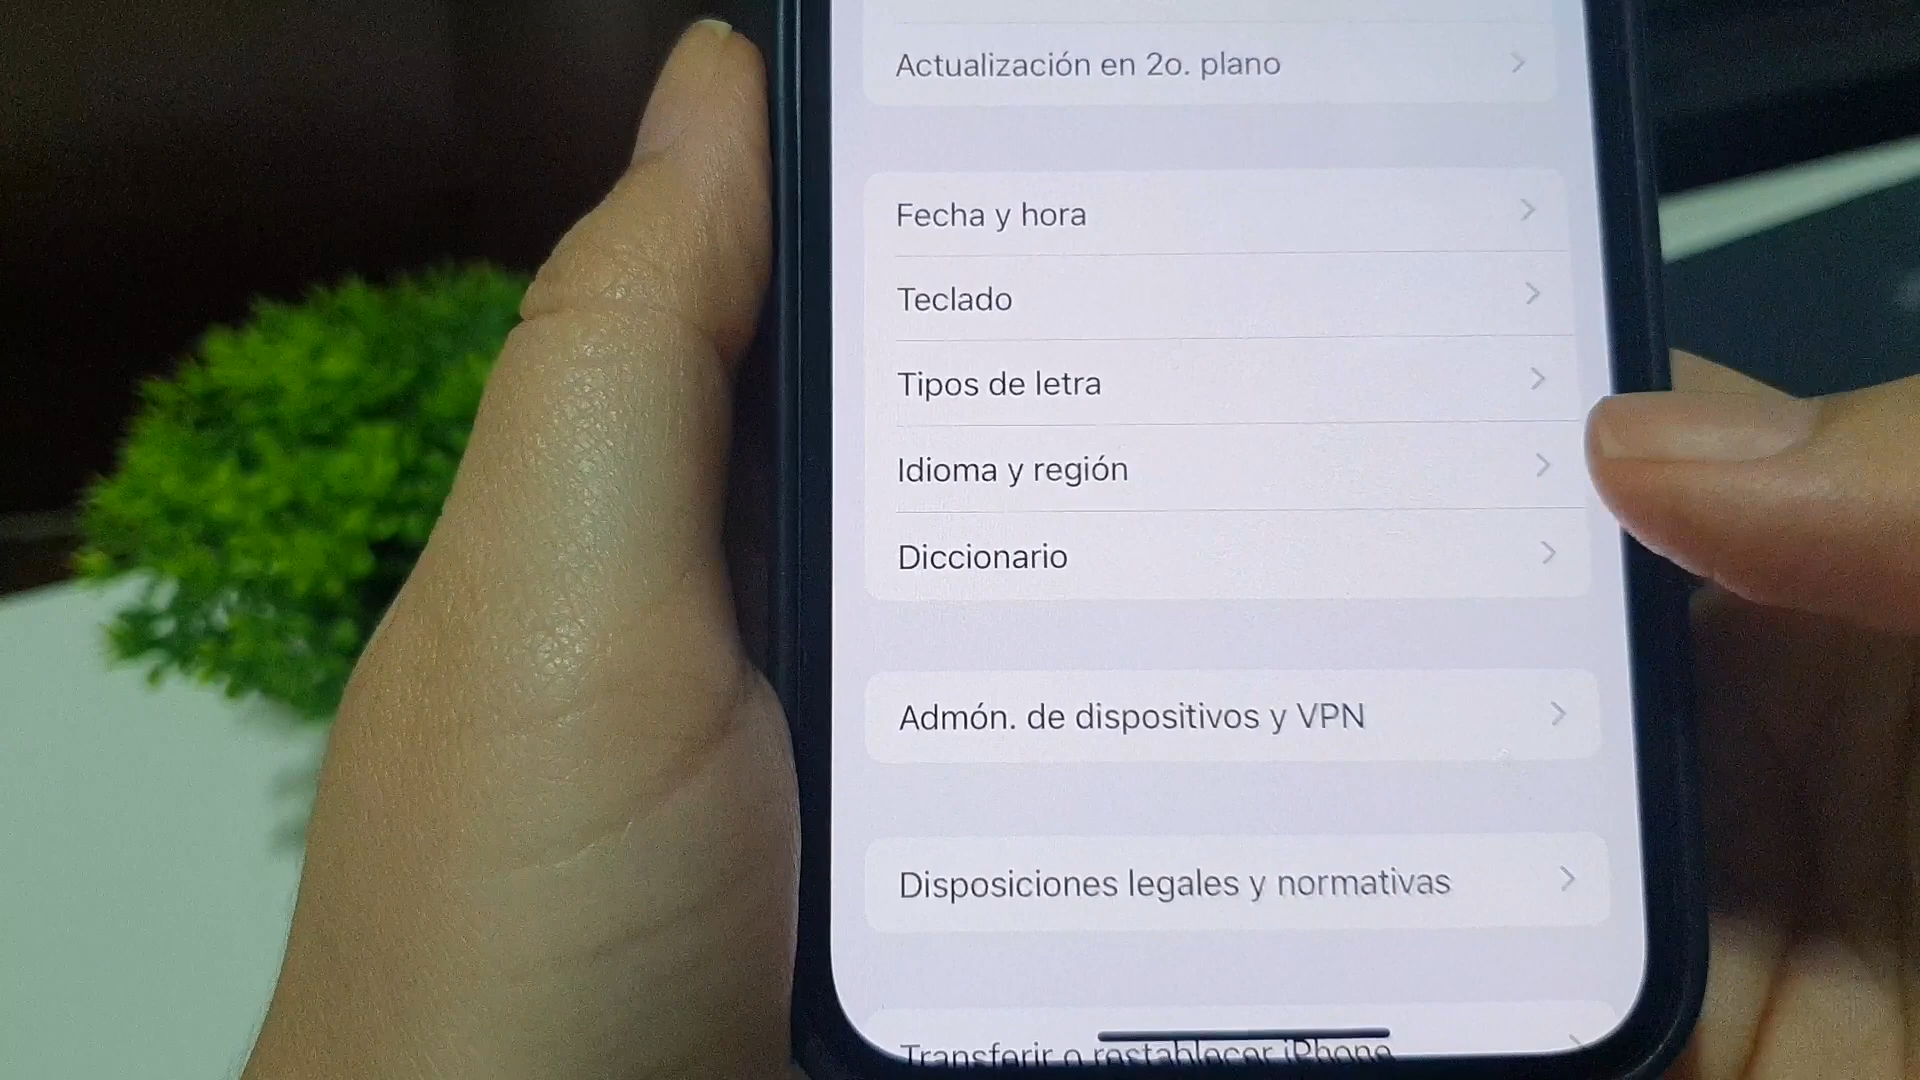 Actualización en 2o. plano
Fecha y hora
Teclado
Tipos de letra
Idioma y región
Diccionario
Admón. de dispositivos y VPN
Disposiciones legales y normativas
Transferir o restablecer iPhone